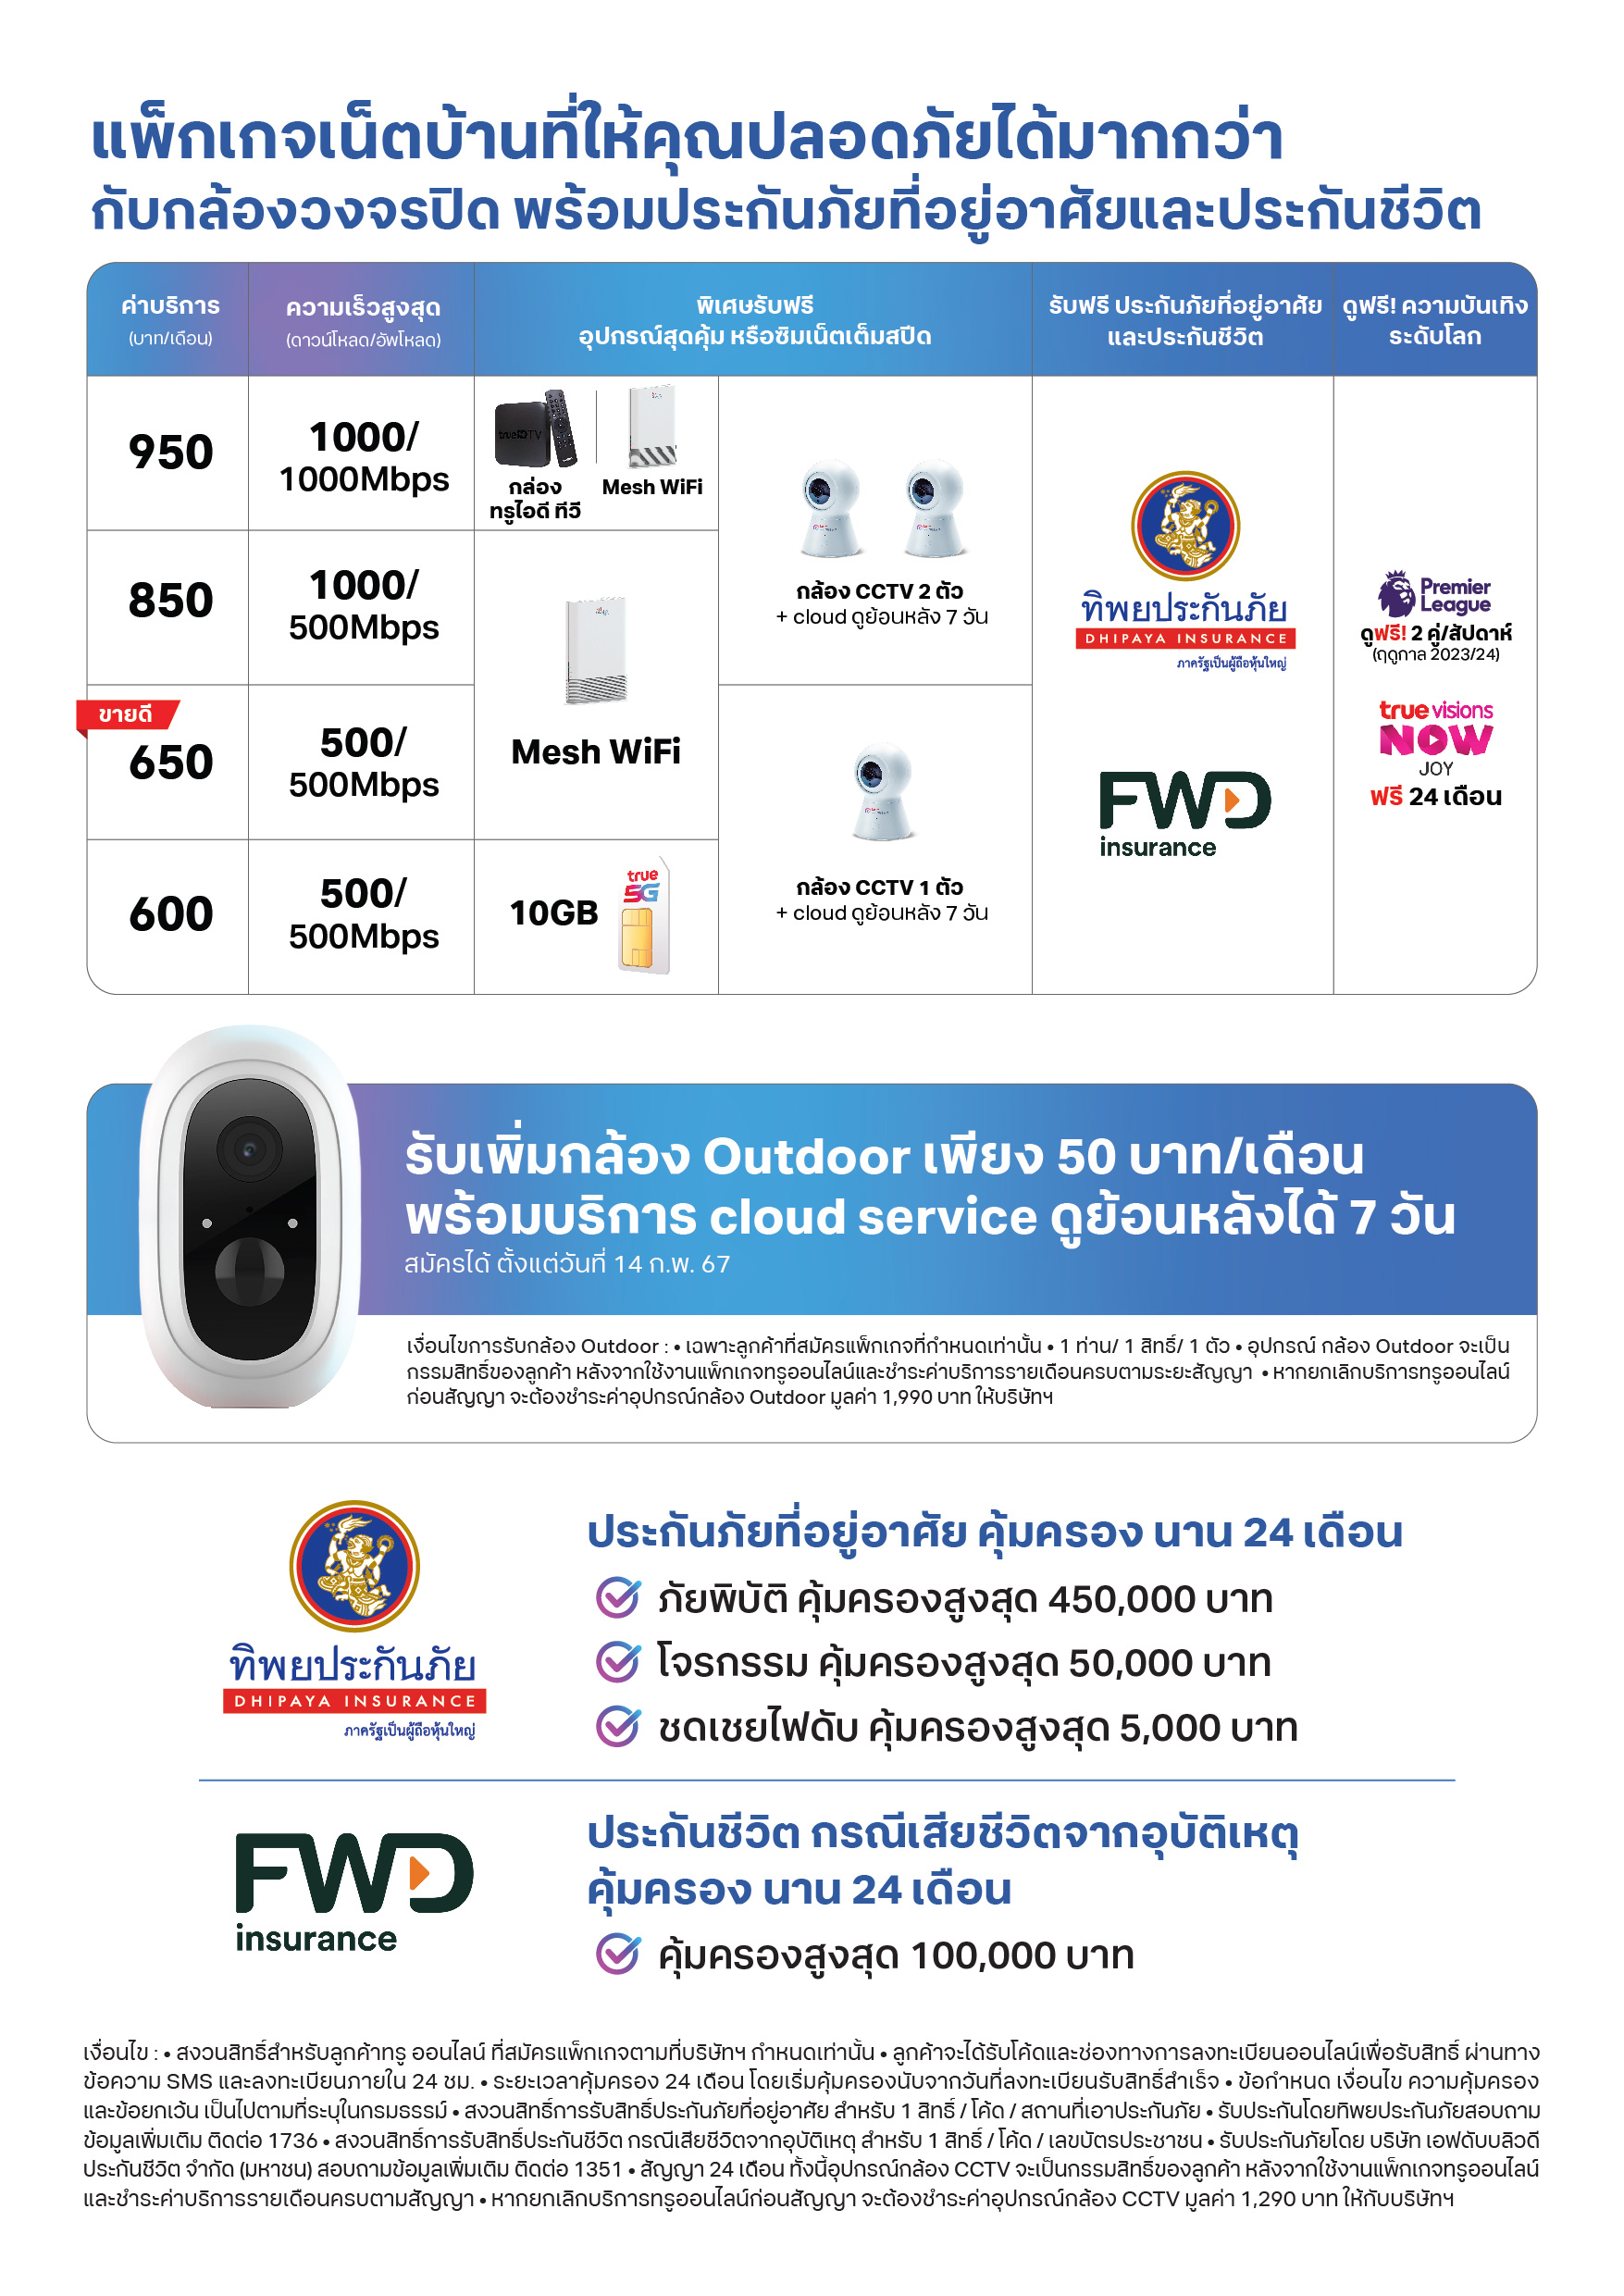 แพ็กเกจเน็ตบ้านที่ให้คุณปลอดภัยได้มากกว่า
กับกล้องวงจรปิด พร้อมประกันภัยที่อยู่อาศัยและประกันชีวิต
ค่าบริการ
(บาท/เดือน)
ความเร็วสูงสุด
(ดาวน์โหลด/อัพโหลด)
พิเศษรับฟรี
อุปกรณ์สุดคุ้ม หรือซิมเน็ตเต็มสปีด
รับฟรี ประกันภัยที่อยู่อาศัย
และประกันชีวิต
ดูฟรี! ความบันเทิง
ระดับโลก
950
1000/
1000Mbps
trueID TV
กล่อง
ทรูไอดี ทีวี
Mesh WiFi
850
1000/
500Mbps
กล้อง CCTV 2 ตัว
+ cloud ดูย้อนหลัง 7 วัน
ขายดี
650
500/
500Mbps
Mesh WiFi
600
500/
500Mbps
10GB
true
5G
กล้อง CCTV 1 ตัว
+ cloud ดูย้อนหลัง 7 วัน
ทิพยประกันภัย
DHIPAYA INSURANCE
ภาครัฐเป็นผู้ถือหุ้นใหญ่
FWD
insurance
Premier
League
ดูฟรี! 2 คู่/สัปดาห์
(ฤดูกาล 2023/24)
true visions
NOW
JOY
ฟรี 24 เดือน
รับเพิ่มกล้อง Outdoor เพียง 50 บาท/เดือน
พร้อมบริการ cloud service ดูย้อนหลังได้ 7 วัน
สมัครได้ ตั้งแต่วันที่ 14 ก.พ. 67
เงื่อนไขการรับกล้อง Outdoor : • เฉพาะลูกค้าที่สมัครแพ็กเกจที่กำหนดเท่านั้น • 1 ท่าน/ 1 สิทธิ์/ 1 ตัว • อุปกรณ์ กล้อง Outdoor จะเป็น
กรรมสิทธิ์ของลูกค้า หลังจากใช้งานแพ็กเกจทรูออนไลน์และชำระค่าบริการรายเดือนครบตามระยะสัญญา • หากยกเลิกบริการทรูออนไลน์
ก่อนสัญญา จะต้องชำระค่าอุปกรณ์กล้อง Outdoor มูลค่า 1,990 บาท ให้บริษัทฯ
ทิพยประกันภัย
DHIPAYA INSURANCE
ภาครัฐเป็นผู้ถือหุ้นใหญ่
ประกันภัยที่อยู่อาศัย คุ้มครอง นาน 24 เดือน
ภัยพิบัติ คุ้มครองสูงสุด 450,000 บาท
โจรกรรม คุ้มครองสูงสุด 50,000 บาท
ชดเชยไฟดับ คุ้มครองสูงสุด 5,000 บาท
FWD
insurance
ประกันชีวิต กรณีเสียชีวิตจากอุบัติเหตุ
คุ้มครอง นาน 24 เดือน
คุ้มครองสูงสุด 100,000 บาท
เงื่อนไข : • สงวนสิทธิ์สำหรับลูกค้าทรู ออนไลน์ ที่สมัครแพ็กเกจตามที่บริษัทฯ กำหนดเท่านั้น • ลูกค้าจะได้รับโค้ดและช่องทางการลงทะเบียนออนไลน์เพื่อรับสิทธิ์ ผ่านทาง
ข้อความ SMS และลงทะเบียนภายใน 24 ชม. • ระยะเวลาคุ้มครอง 24 เดือน โดยเริ่มคุ้มครองนับจากวันที่ลงทะเบียนรับสิทธิ์สำเร็จ • ข้อกำหนด เงื่อนไข ความคุ้มครอง
และข้อยกเว้น เป็นไปตามที่ระบุในกรมธรรม์ • สงวนสิทธิ์การรับสิทธิ์ประกันภัยที่อยู่อาศัย สำหรับ 1 สิทธิ์ / โค้ด / สถานที่เอาประกันภัย • รับประกันโดยทิพยประกันภัยสอบถาม
ข้อมูลเพิ่มเติม ติดต่อ 1736 • สงวนสิทธิ์การรับสิทธิ์ประกันชีวิต กรณีเสียชีวิตจากอุบัติเหตุ สำหรับ 1 สิทธิ์ / โค้ด / เลขบัตรประชาชน • รับประกันภัยโดย บริษัท เอฟดับบลิวดี
ประกันชีวิต จำกัด (มหาชน) สอบถามข้อมูลเพิ่มเติม ติดต่อ 1351 • สัญญา 24 เดือน ทั้งนี้อุปกรณ์กล้อง CCTV จะเป็นกรรมสิทธิ์ของลูกค้า หลังจากใช้งานแพ็กเกจทรูออนไลน์
และชำระค่าบริการรายเดือนครบตามสัญญา • หากยกเลิกบริการทรูออนไลน์ก่อนสัญญา จะต้องชำระค่าอุปกรณ์กล้อง CCTV มูลค่า 1,290 บาท ให้กับบริษัทฯ